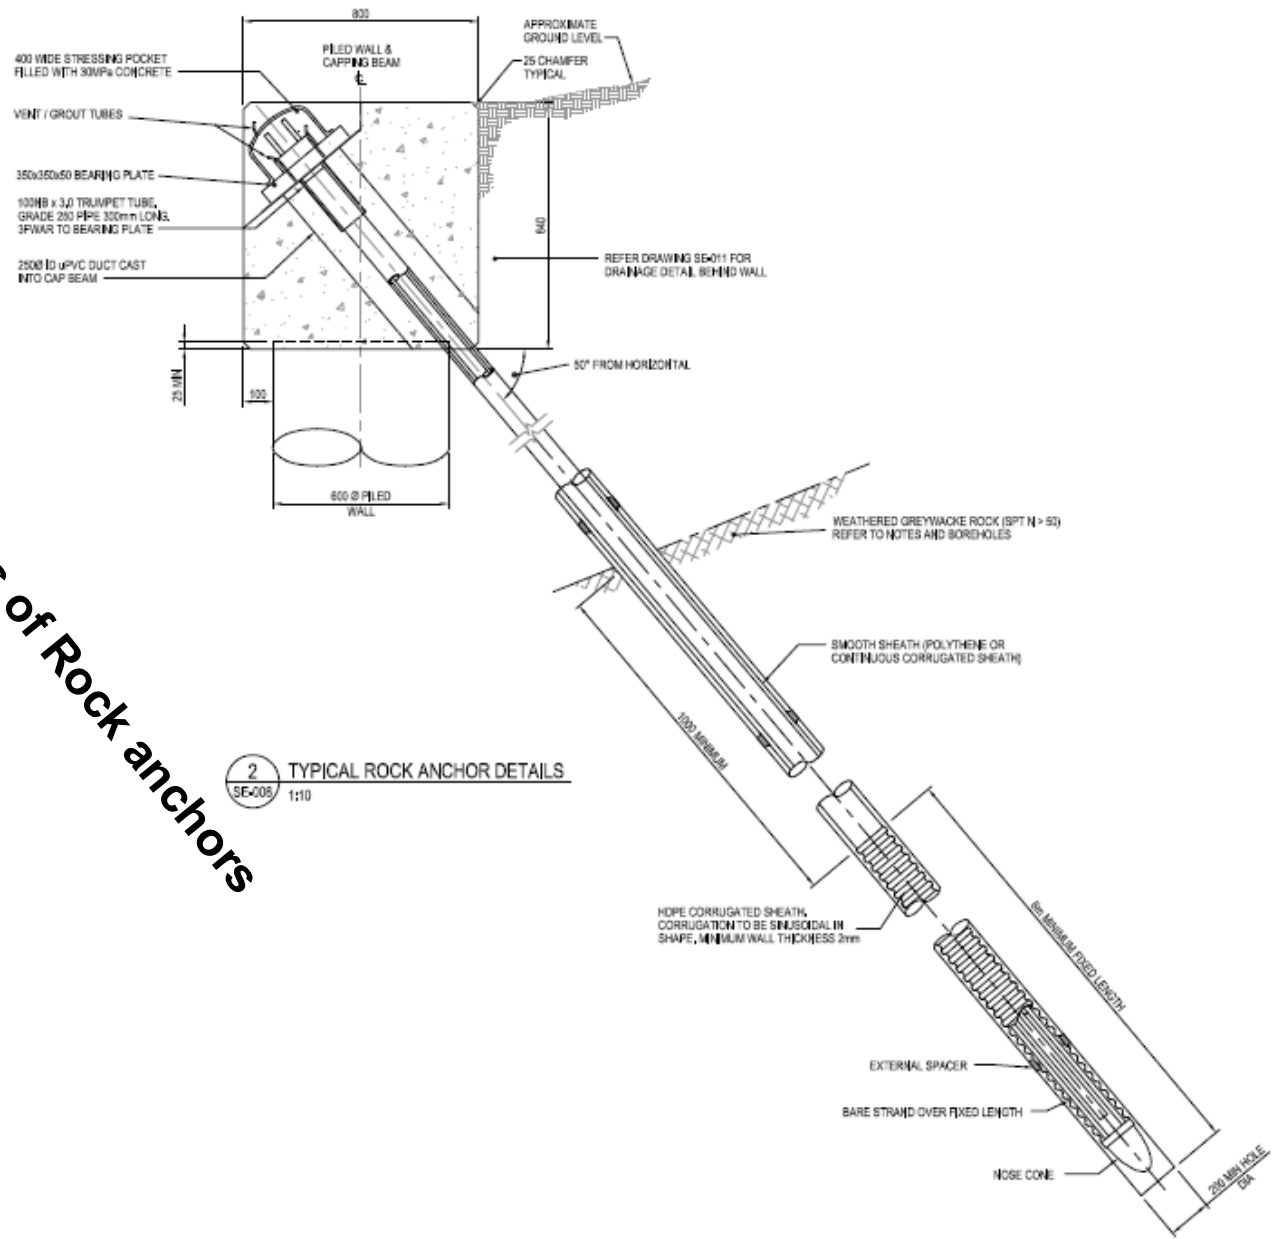 800
APPROXIMATE
GROUND LEVEL
400 WIDE STRESSING POCKET
FILLED WITH 30MPa CONCRETE
PILED WALL &
CAPPING BEAM
25 CHAMFER
TYPICAL
VENT / GROUT TUBES
350x350x50 BEARING PLATE
100NB x 3.0 TRUMPET TUBE,
GRADE 250 PIPE 300mm LONG.
3FWAR TO BEARING PLATE
640
250Ø ID uPVC DUCT CAST
INTO CAP BEAM
REFER DRAWING SE-011 FOR
DRAINAGE DETAIL BEHIND WALL
25 MIN
100
50° FROM HORIZONTAL
600 Ø PILED
WALL
WEATHERED GREYWACKE ROCK (SPT N > 50)
REFER TO NOTES AND BOREHOLES
of Rock anchors
SMOOTH SHEATH (POLYTHENE OR
CONTINUOUS CORRUGATED SHEATH)
1000 MINIMUM
2
SE-006
TYPICAL ROCK ANCHOR DETAILS
1:10
HDPE CORRUGATED SHEATH,
CORRUGATION TO BE SINUSOIDAL IN
SHAPE, MINIMUM WALL THICKNESS 2mm
MINIMUM FIXED LENGTH
EXTERNAL SPACER
BARE STRAND OVER FIXED LENGTH
NOSE CONE
200 MIN HOLE
DIA